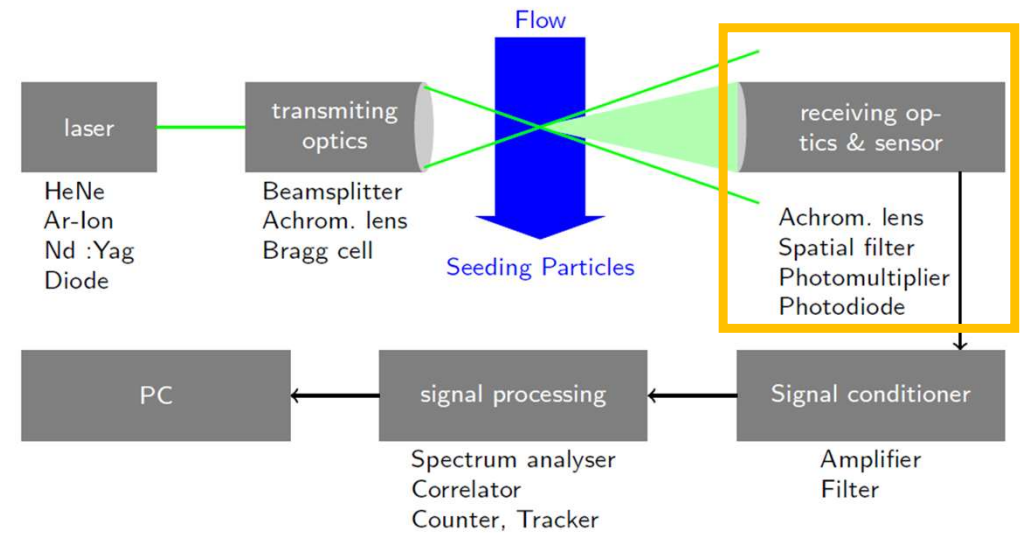 Flow
laser
transmiting
optics
receiving op-
tics & sensor
HeNe
Ar-Ion
Nd :Yag
Diode
Beamsplitter
Achrom. lens
Bragg cell
Seeding Particles
Achrom. lens
Spatial filter
Photomultiplier
Photodiode
PC
signal processing
Signal conditioner
Spectrum analyser
Correlator
Counter, Tracker
Amplifier
Filter